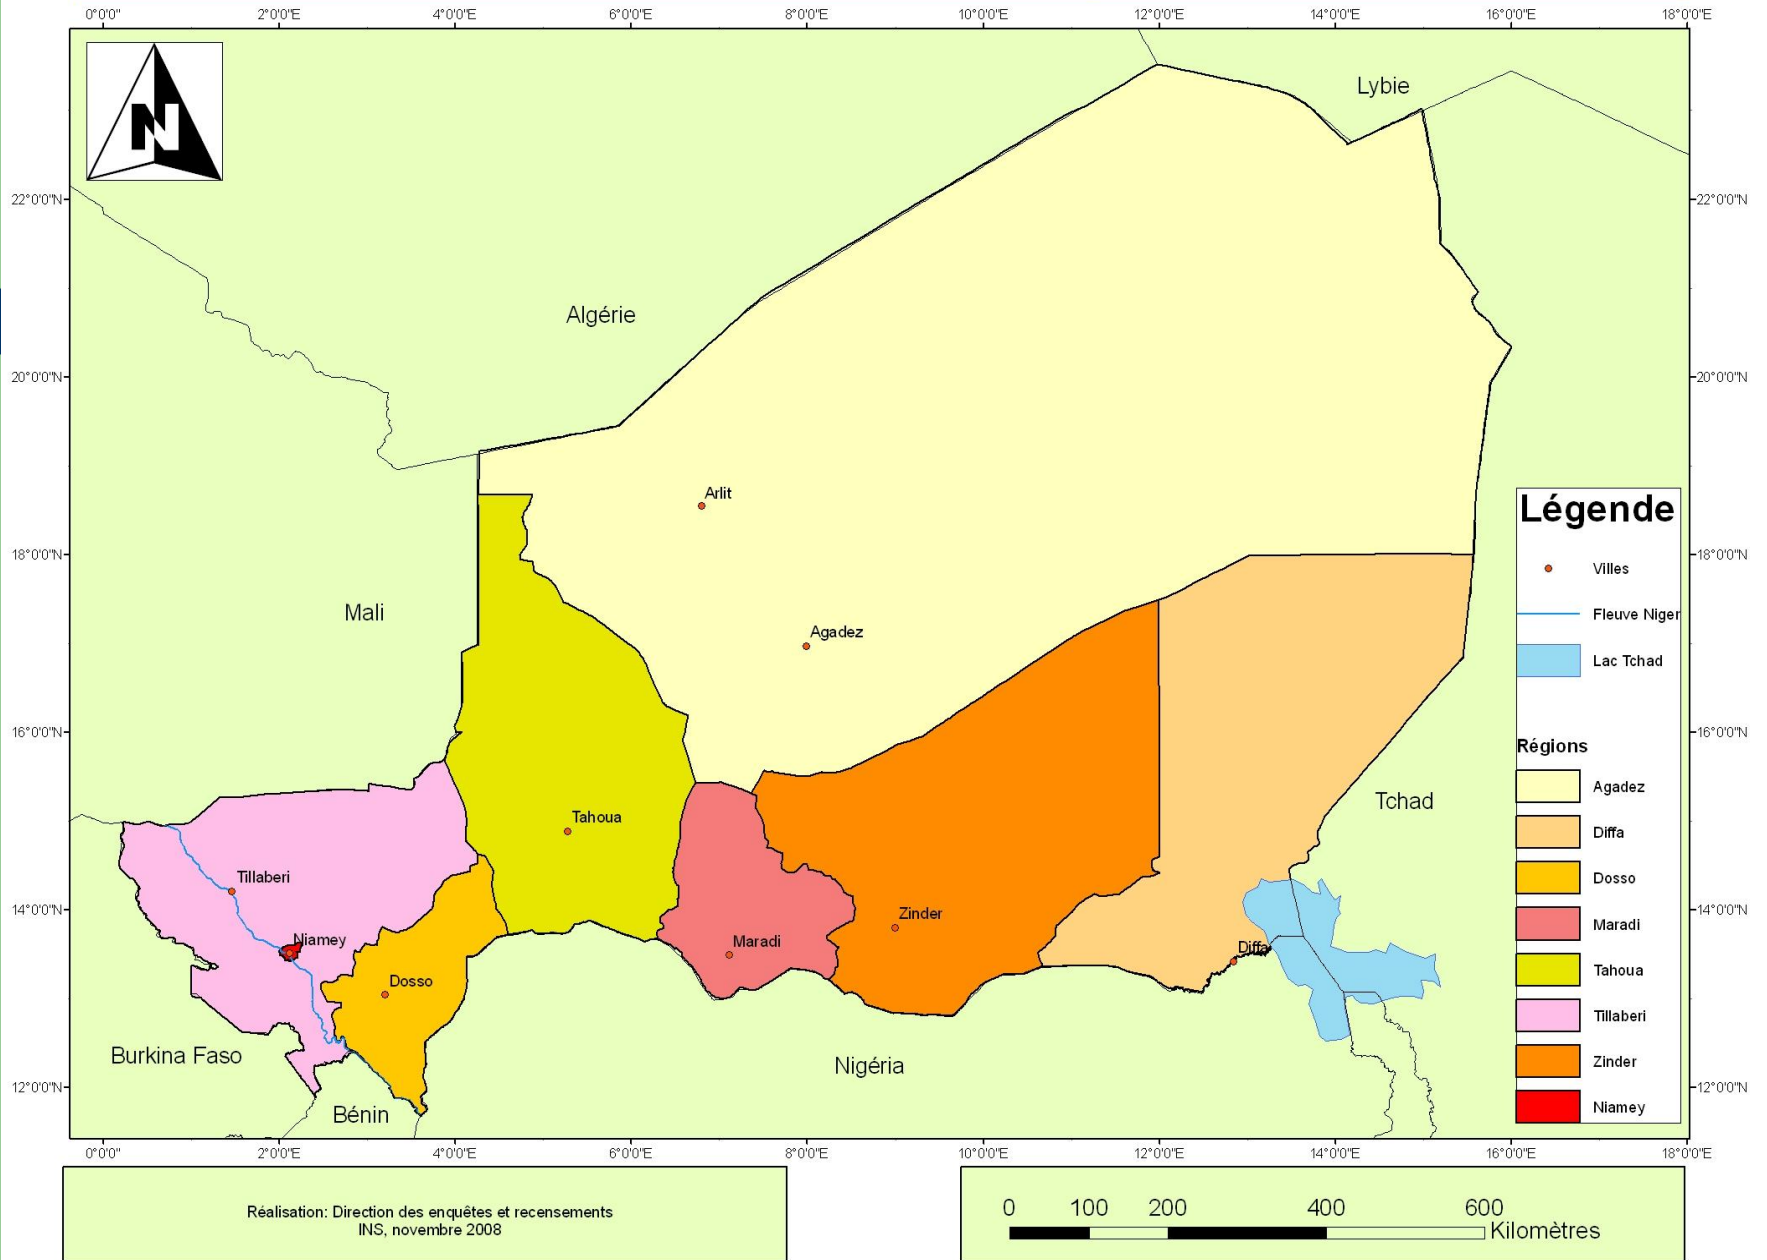 0°0'0" 2°0'0"E 4°0'0"E 6°0'0"E 8°0'0"E 10°0'0"E 12°0'0"E 14°0'0"E 16°0'0"E 18°0'0"E
N
Lybie
22°0'0"N 22°0'0"N
Algérie
20°0'0"N 20°0'0"N
Arlit
Légende
18°0'0"N 18°0'0"N
Villes
Mali
Fleuve Niger
Agadez
Lac Tchad
16°0'0"N 16°0'0"N
Régions
Agadez
Tchad
Tahoua
Diffa
Tillaberi
Dosso
14°0'0"N 14°0'0"N
Zinder
Maradi
Niamey
Maradi
Diffa
Tahoua
Dosso
Tillaberi
Burkina Faso
Nigéria
Zinder
12°0'0"N 12°0'0"N
Bénin
Niamey
0°0'0" 2°0'0"E 4°0'0"E 6°0'0"E 8°0'0"E 10°0'0"E 12°0'0"E 14°0'0"E 16°0'0"E 18°0'0"E
Réalisation: Direction des enquêtes et recensements
INS, novembre 2008
0 100 200 400 600
Kilomètres